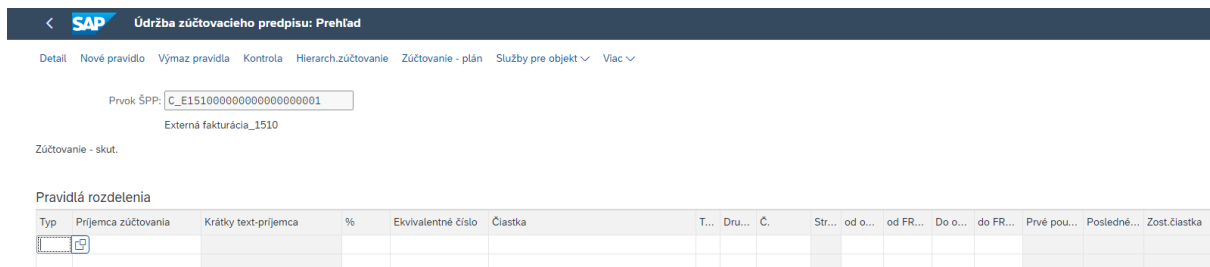 SAP Údržba zúčtovacieho predpisu: Prehľad
Detail Nové pravidlo Výmaz pravidla Kontrola Hierarch.zúčtovanie Zúčtovanie - plán Služby pre objekt Viac
Prvok ŠPP: C_E151000000000000000001
Externá fakturácia_1510
Zúčtovanie - skut.
Pravidlá rozdelenia
Typ Príjemca zúčtovania Krátky text-príjemca % Ekvivalentné číslo Čiastka T... Dru... Č. Str... od o... od FR... Do o... do FR... Prvé pou... Posledné... Zost.čiastka